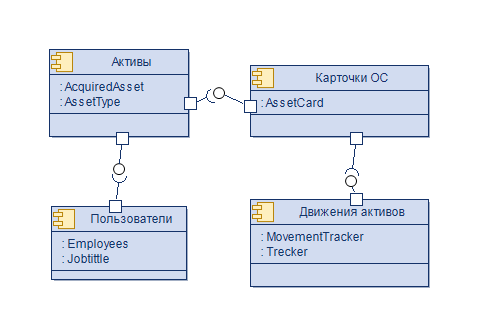 Активы
: AcquiredAsset
: AssetType
Карточки ОС
: AssetCard
Пользователи
: Employees
: Jobtittle
Движения активов
: MovementTracker
: Trecker